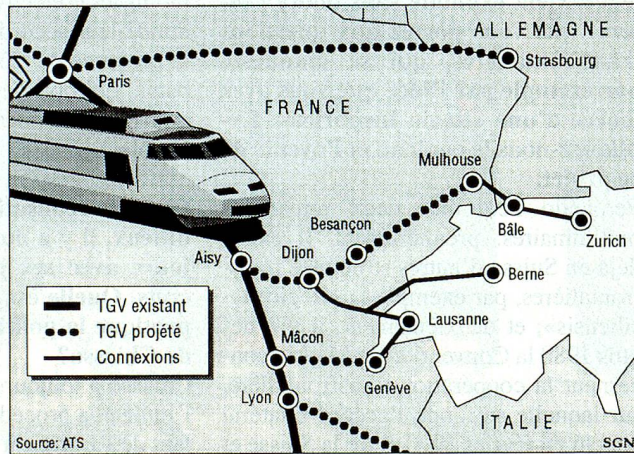 ALLEMAGNE
Strasbourg
Paris
FRANCE
Mulhouse
Besançon
Bâle
Zurich
Aisy
Dijon
Berne
TGV existant
TGV projété
Connexions
Lausanne
Mâcon
Genève
Lyon
ITALIE
Source: ATS
SGN